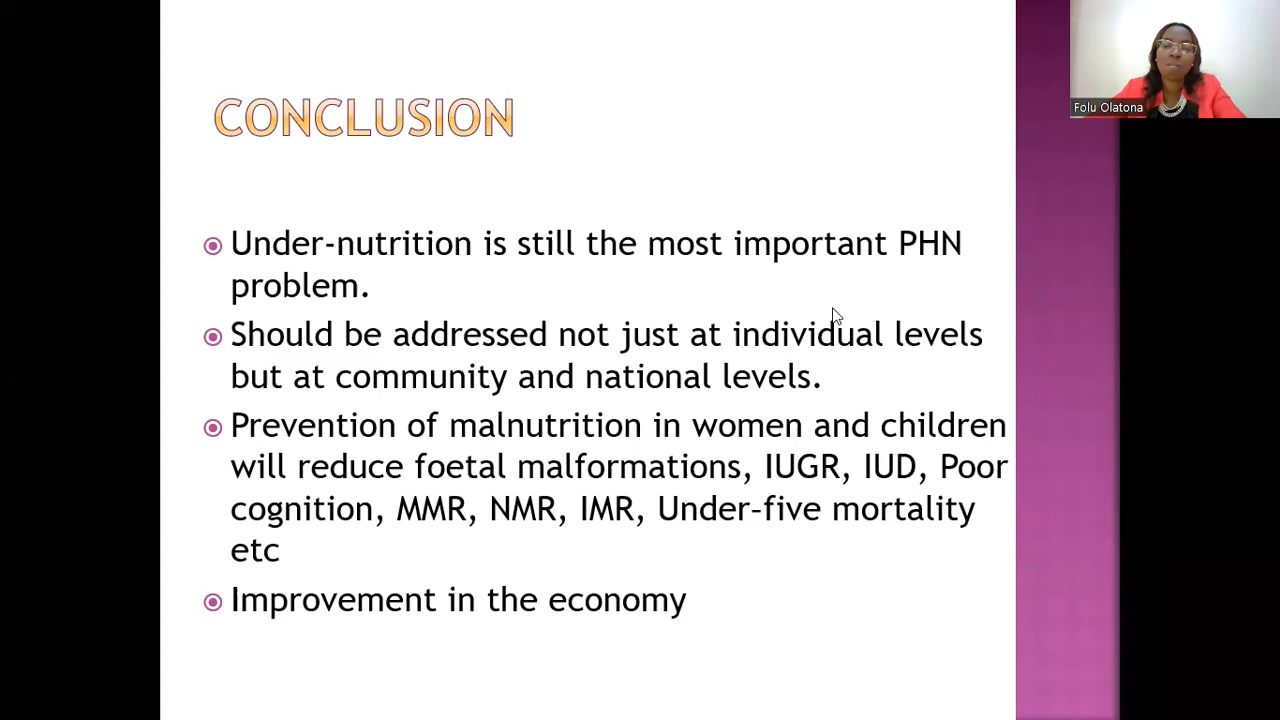 CONCLUSION
Folu Olatona
Under-nutrition is still the most important PHN
problem.
Should be addressed not just at individual levels
but at community and national levels.
Prevention of malnutrition in women and children
will reduce foetal malformations, IUGR, IUD, Poor
cognition, MMR, NMR, IMR, Under-five mortality
etc
Improvement in the economy